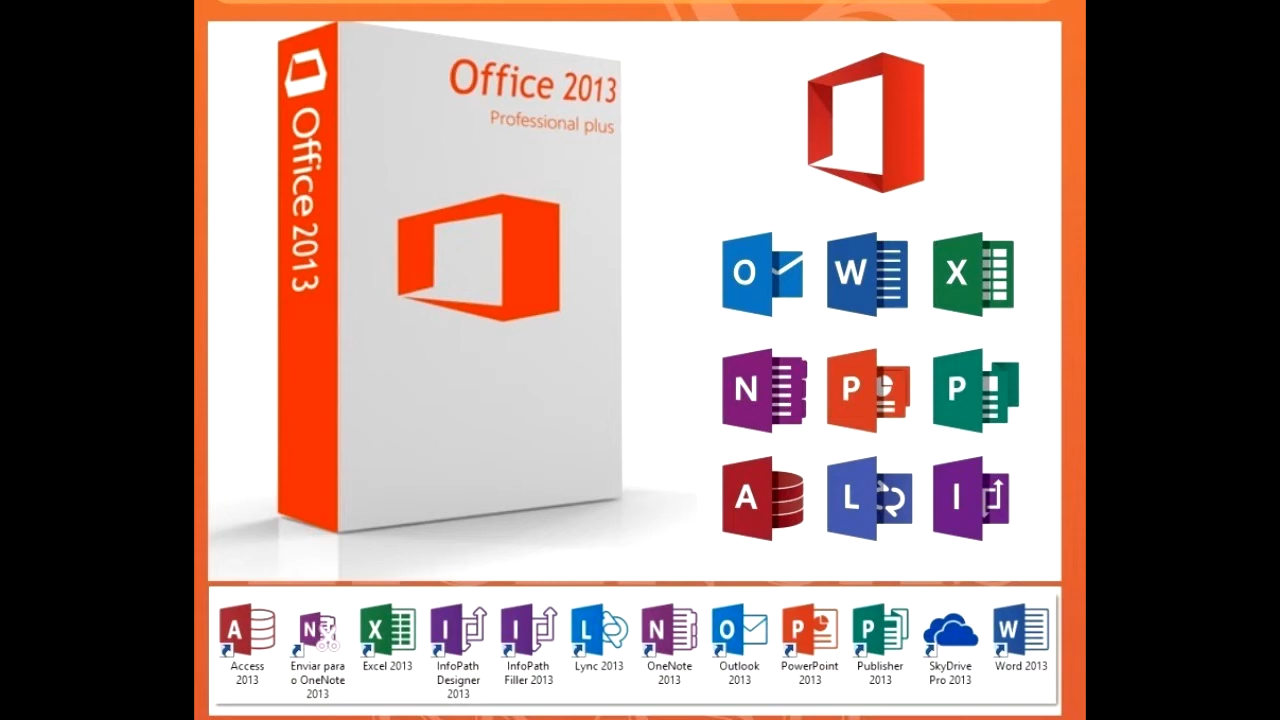 Office 2013
Professional plus
Office 2013
O W X
N P P
A L I
A N X I I L N O P P W
Access 2013
Enviar para o OneNote 2013
Excel 2013
InfoPath Designer 2013
InfoPath Filler 2013
Lync 2013
OneNote 2013
Outlook 2013
PowerPoint 2013
Publisher 2013
SkyDrive Pro 2013
Word 2013